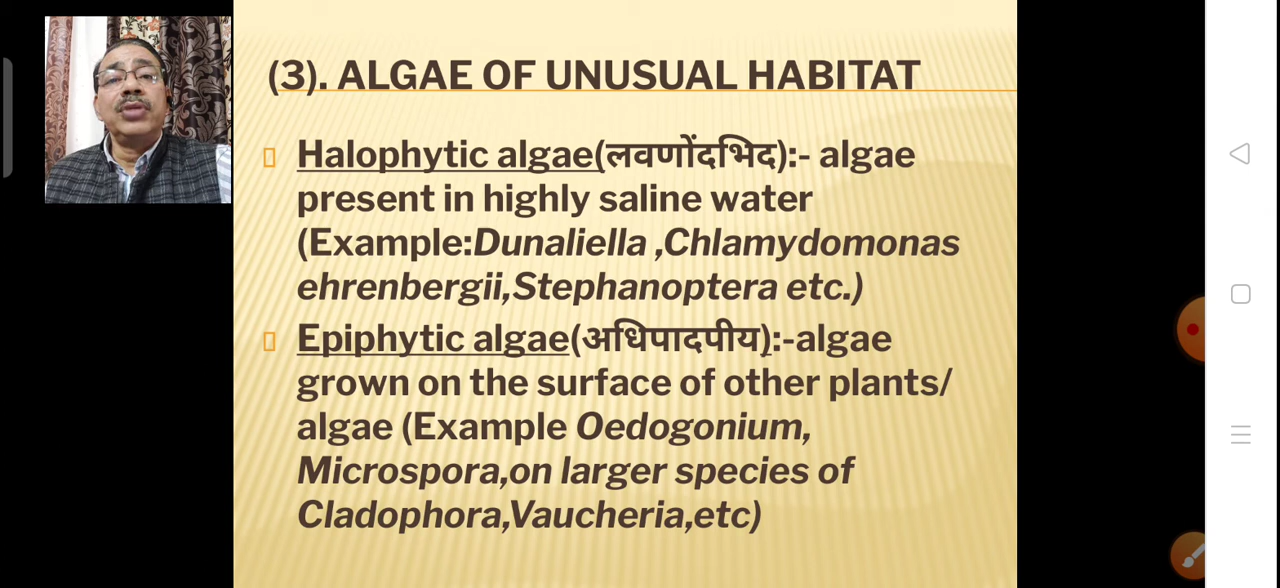 (3). ALGAE OF UNUSUAL HABITAT
Halophytic algae(लवणोंदभिद):- algae
present in highly saline water
(Example:Dunaliella ,Chlamydomonas
ehrenbergii,Stephanoptera etc.)
Epiphytic algae(अधिपादपीय):-algae
grown on the surface of other plants/
algae (Example Oedogonium,
Microspora,on larger species of
Cladophora,Vaucheria,etc)